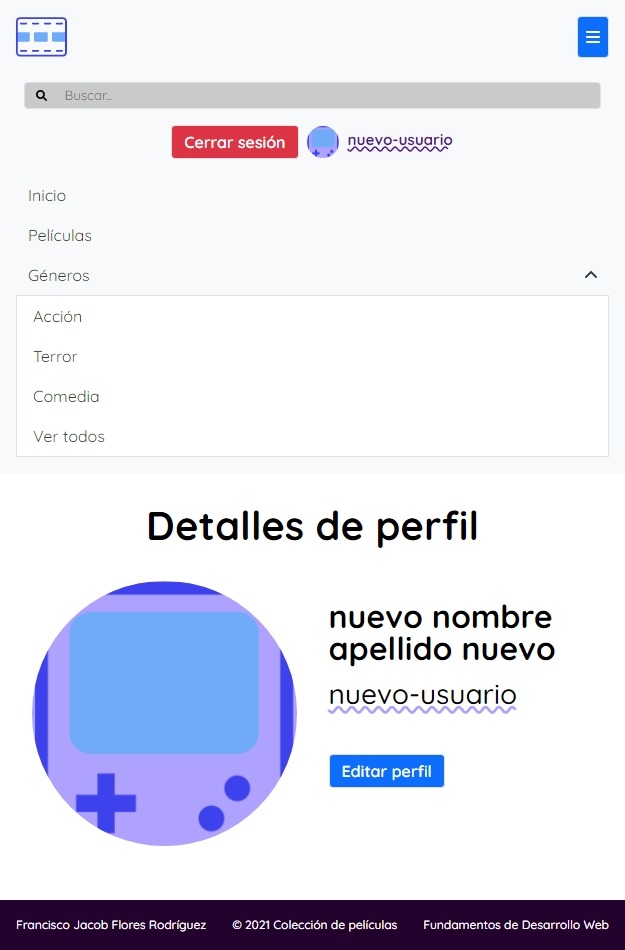 Buscar...
Cerrar sesión
nuevo-usuario
Inicio
Películas
Géneros
Acción
Terror
Comedia
Ver todos
Detalles de perfil
nuevo nombre
apellido nuevo
nuevo-usuario
Editar perfil
Francisco Jacob Flores Rodríguez
© 2021 Colección de películas
Fundamentos de Desarrollo Web